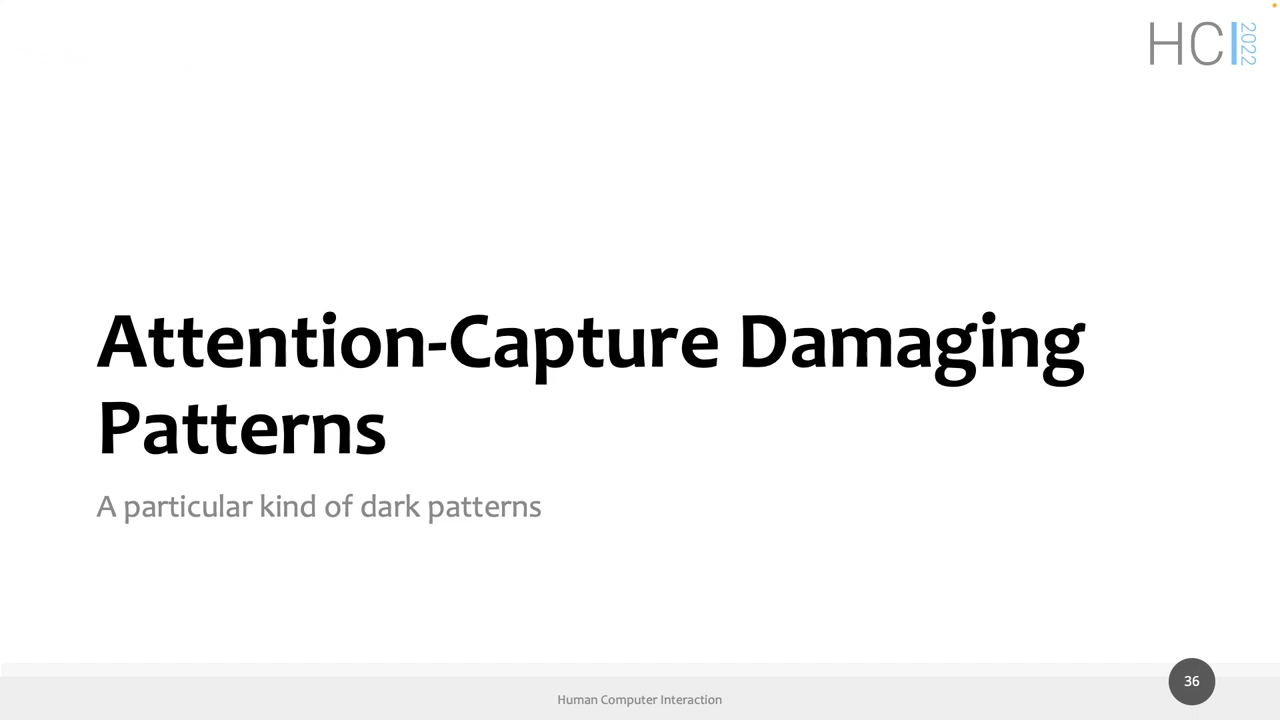 HCI 2022
Attention-Capture Damaging
Patterns
A particular kind of dark patterns
Human Computer Interaction
36